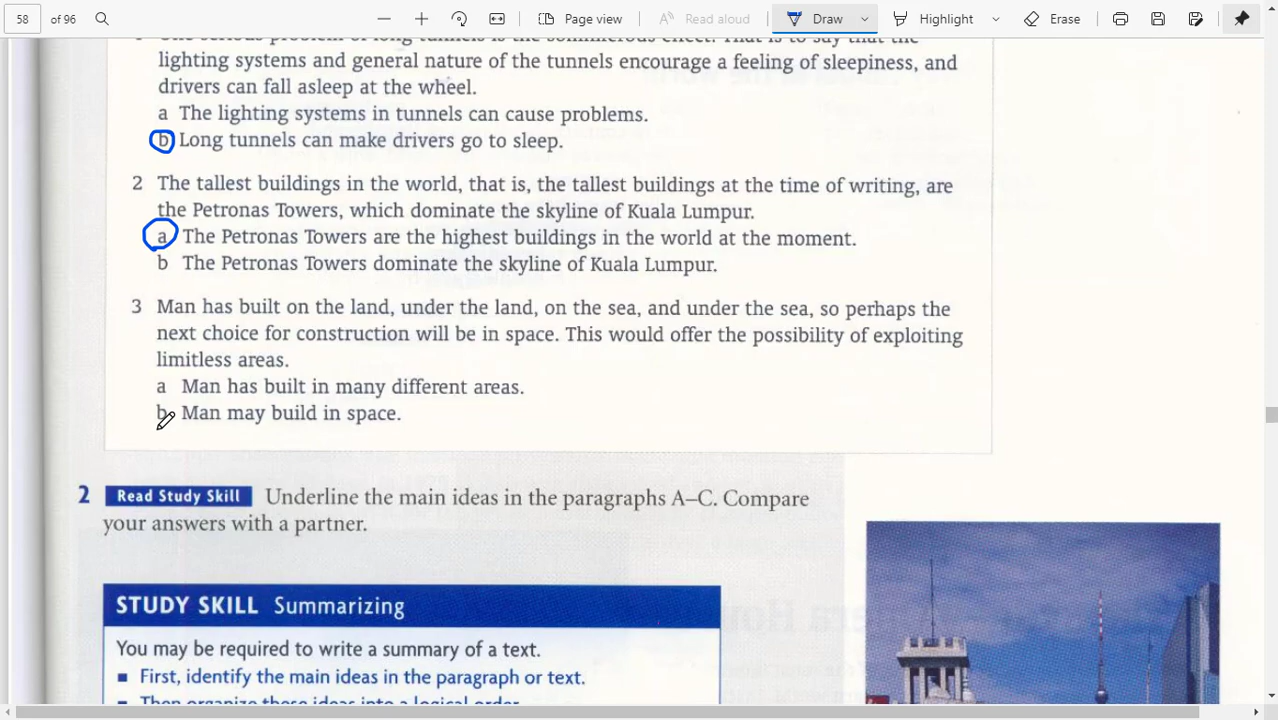 58 of 96 Page view Read aloud Draw Highlight Erase
lighting systems and general nature of the tunnels encourage a feeling of sleepiness, and
drivers can fall asleep at the wheel.
a The lighting systems in tunnels can cause problems.
b Long tunnels can make drivers go to sleep.
2 The tallest buildings in the world, that is, the tallest buildings at the time of writing, are
the Petronas Towers, which dominate the skyline of Kuala Lumpur.
a The Petronas Towers are the highest buildings in the world at the moment.
b The Petronas Towers dominate the skyline of Kuala Lumpur.
3 Man has built on the land, under the land, on the sea, and under the sea, so perhaps the
next choice for construction will be in space. This would offer the possibility of exploiting
limitless areas.
a Man has built in many different areas.
b Man may build in space.
2 Read Study Skill Underline the main ideas in the paragraphs A–C. Compare
your answers with a partner.
STUDY SKILL Summarizing
You may be required to write a summary of a text.
▪ First, identify the main ideas in the paragraph or text.
▪ Then organize these ideas into a logical order.